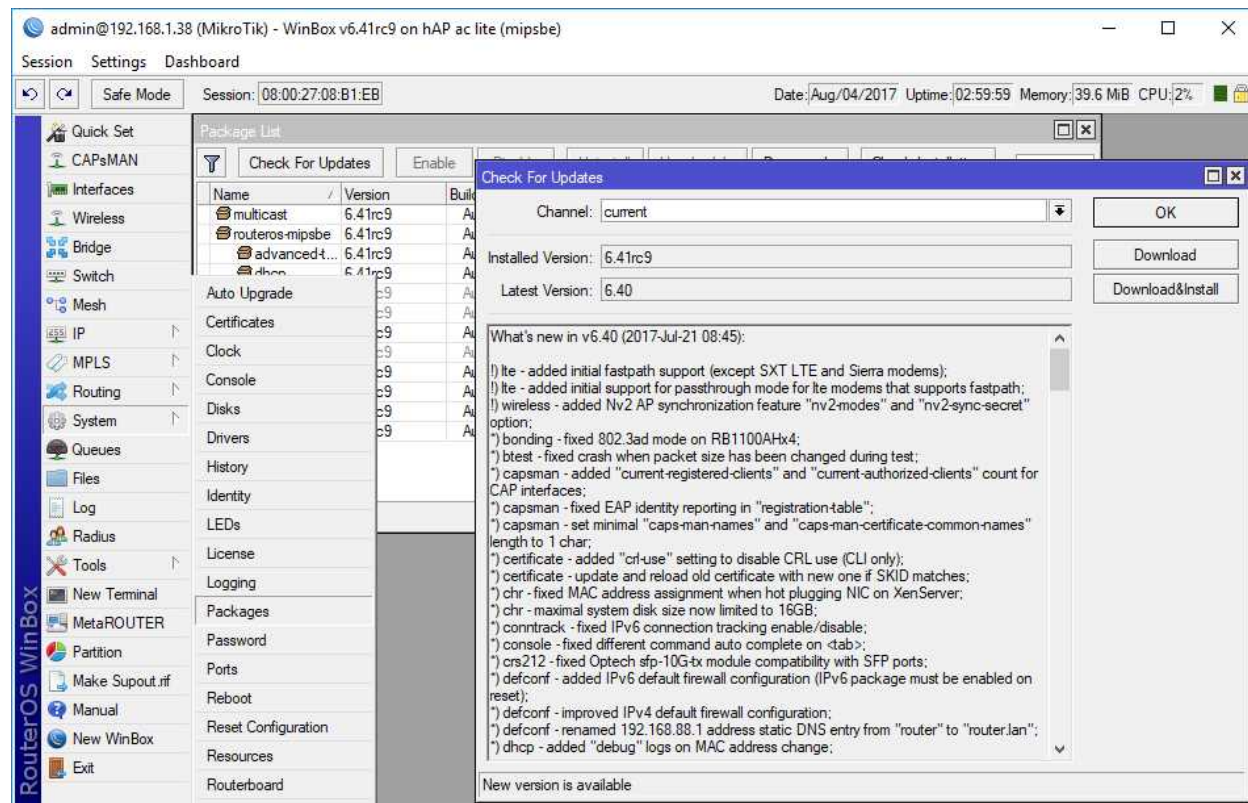 admin@192.168.1.38 (MikroTik) - WinBox v6.41rc9 on hAP ac lite (mipsbe)
Session Settings Dashboard
Safe Mode Session: 08:00:27:08:B1:EB Date: Aug/04/2017 Uptime: 02:59:59 Memory: 39.6 MiB CPU: 2%
RouterOS WinBox
Quick Set
CAPsMAN
Interfaces
Wireless
Bridge
Switch
Mesh
IP
MPLS
Routing
System
Queues
Files
Log
Radius
Tools
New Terminal
MetaROUTER
Partition
Make Supout.rif
Manual
New WinBox
Exit
Package List
Check For Updates Enable
Name / Version
multicast 6.41rc9
routeros-mipsbe 6.41rc9
advanced-t... 6.41rc9
dhcp 6.41rc9
Auto Upgrade
Certificates
Clock
Console
Disks
Drivers
History
Identity
LEDs
License
Logging
Packages
Password
Ports
Reboot
Reset Configuration
Resources
Routerboard
Check For Updates
Channel: current
OK
Installed Version: 6.41rc9
Download
Latest Version: 6.40
Download&Install
What's new in v6.40 (2017-Jul-21 08:45):
!) lte - added initial fastpath support (except SXT LTE and Sierra modems);
!) lte - added initial support for passthrough mode for lte modems that supports fastpath;
!) wireless - added Nv2 AP synchronization feature "nv2-modes" and "nv2-sync-secret"
option;
*) bonding - fixed 802.3ad mode on RB1100AHx4;
*) btest - fixed crash when packet size has been changed during test;
*) capsman - added "current-registered-clients" and "current-authorized-clients" count for
CAP interfaces;
*) capsman - fixed EAP identity reporting in "registration-table";
*) capsman - set minimal "caps-man-names" and "caps-man-certificate-common-names"
length to 1 char;
*) certificate - added "crl-use" setting to disable CRL use (CLI only);
*) certificate - update and reload old certificate with new one if SKID matches;
*) chr - fixed MAC address assignment when hot plugging NIC on XenServer;
*) chr - maximal system disk size now limited to 16GB;
*) conntrack - fixed IPv6 connection tracking enable/disable;
*) console - fixed different command auto complete on <tab>;
*) crs212 - fixed Optech sfp-10G-tx module compatibility with SFP ports;
*) defconf - added IPv6 default firewall configuration (IPv6 package must be enabled on
reset);
*) defconf - improved IPv4 default firewall configuration;
*) defconf - renamed 192.168.88.1 address static DNS entry from "router" to "router.lan";
*) dhcp - added "debug" logs on MAC address change;
New version is available